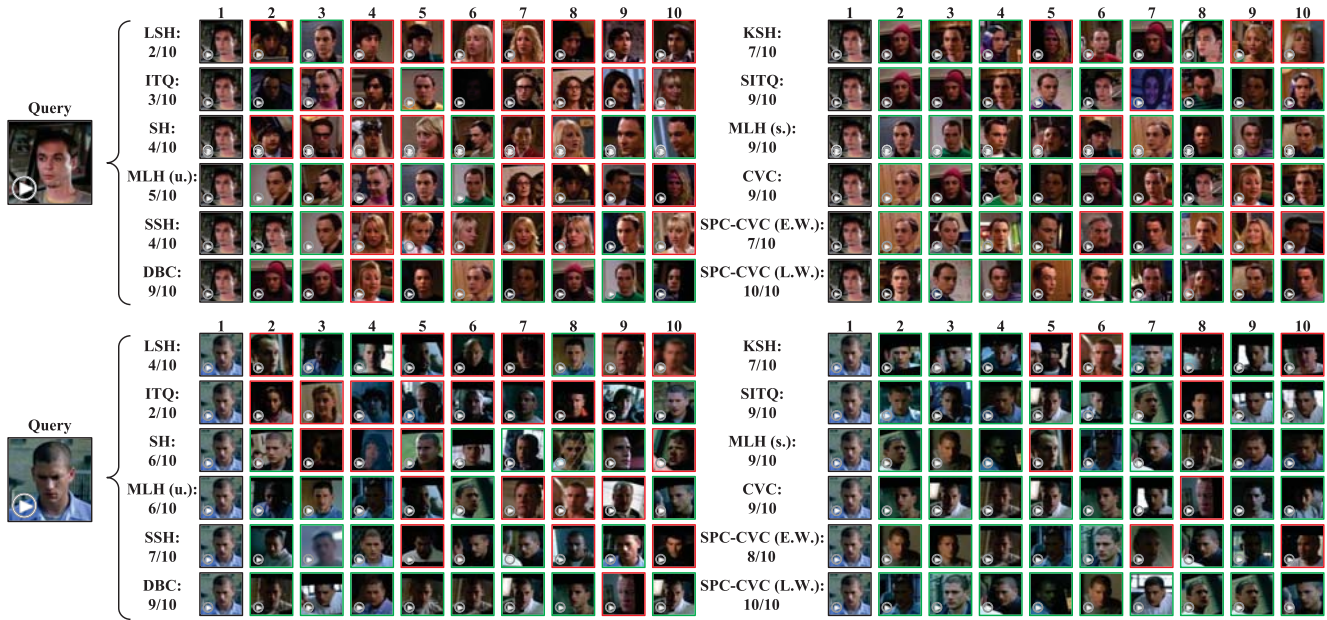 1 2 3 4 5 6 7 8 9 10
LSH:
2/10
ITQ:
3/10
Query
SH:
4/10
MLH (u.):
5/10
SSH:
4/10
DBC:
9/10
1 2 3 4 5 6 7 8 9 10
KSH:
7/10
SITQ:
9/10
MLH (s.):
9/10
CVC:
9/10
SPC-CVC (E.W.):
7/10
SPC-CVC (L.W.):
10/10
1 2 3 4 5 6 7 8 9 10
LSH:
4/10
ITQ:
2/10
Query
SH:
6/10
MLH (u.):
6/10
SSH:
7/10
DBC:
9/10
1 2 3 4 5 6 7 8 9 10
KSH:
7/10
SITQ:
9/10
MLH (s.):
9/10
CVC:
9/10
SPC-CVC (E.W.):
8/10
SPC-CVC (L.W.):
10/10